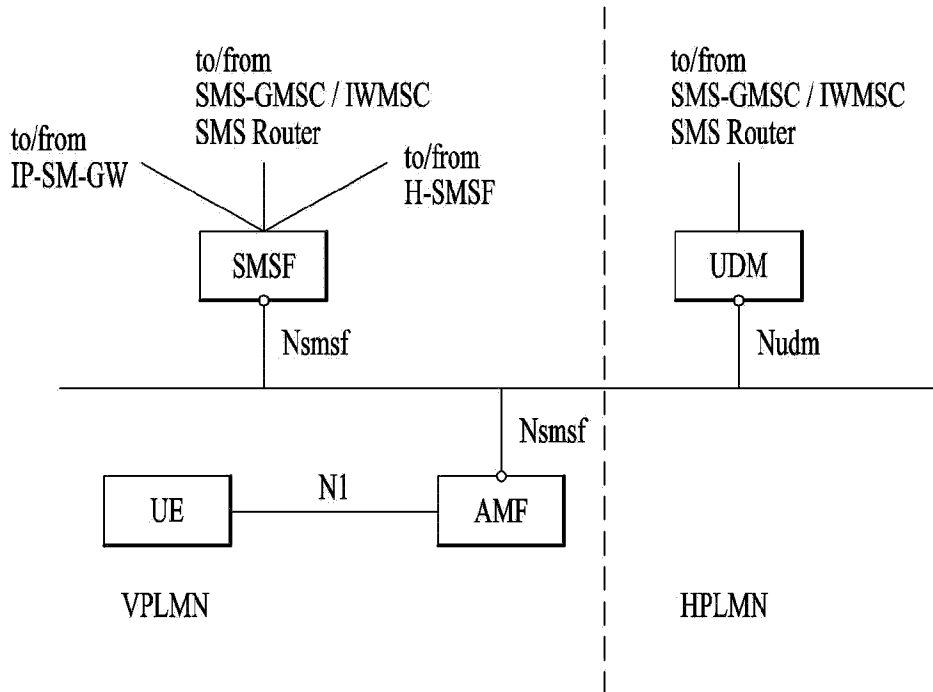 to/from
SMS-GMSC / IWMSC
SMS Router
to/from
SMS-GMSC / IWMSC
SMS Router
to/from
IP-SM-GW
to/from
H-SMSF
SMSF
UDM
Nsmsf
Nudm
Nsmsf
UE
N1
AMF
VPLMN
HPLMN